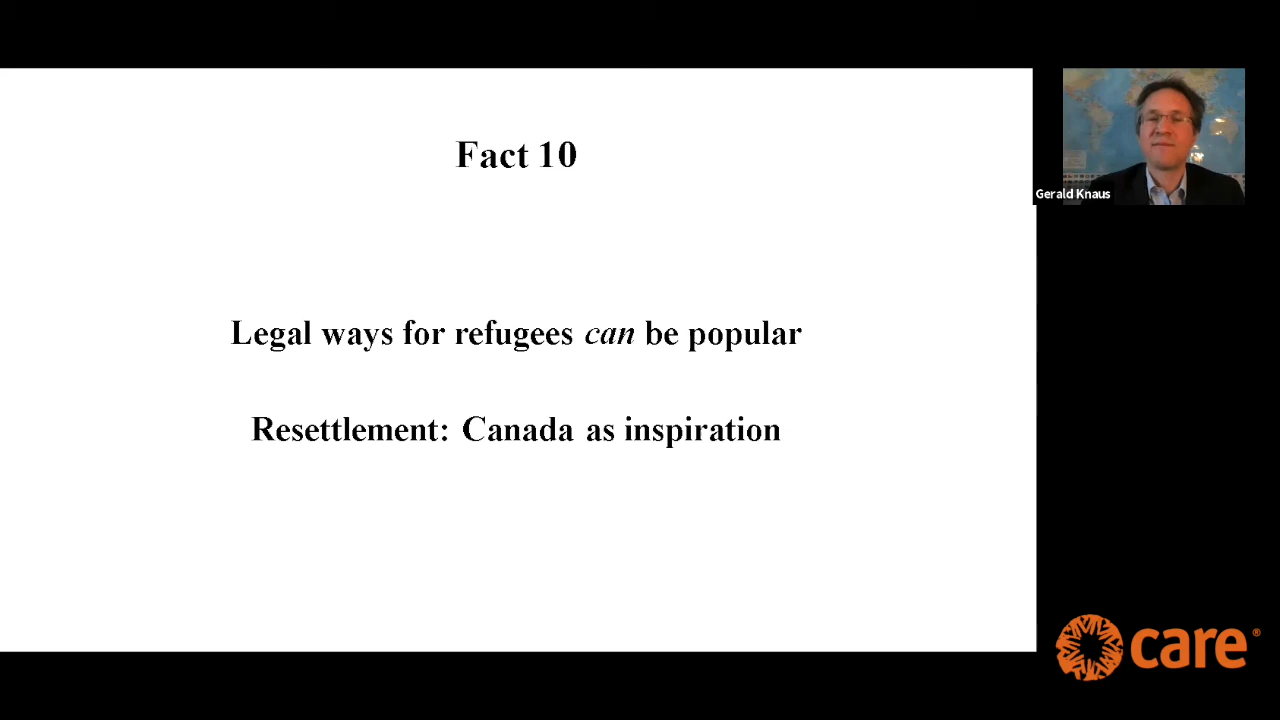 Fact 10
Legal ways for refugees can be popular
Resettlement: Canada as inspiration
Gerald Knaus
care®